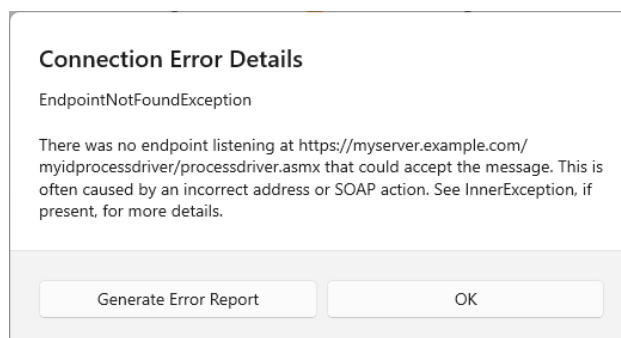 Connection Error Details
EndpointNotFoundException
There was no endpoint listening at https://myserver.example.com/
myidprocessdriver/processdriver.asmx that could accept the message. This is
often caused by an incorrect address or SOAP action. See InnerException, if
present, for more details.
Generate Error Report
OK